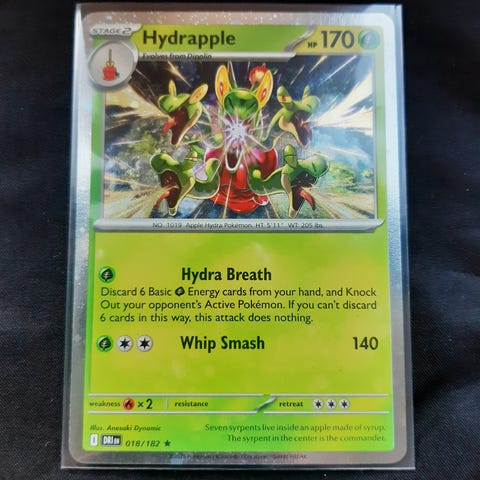 STAGE 2
Hydrapple
HP 170
Evolves from Dipplin
NO. 1019 Apple Hydra Pokémon HT: 5'11" WT: 205 lbs.
Hydra Breath
Discard 6 Basic Energy cards from your hand, and Knock
Out your opponent's Active Pokémon. If you can't discard
6 cards in this way, this attack does nothing.
Whip Smash 140
weakness ×2 resistance retreat
Illus. Anesaki Dynamic
I DRI EN 018/182 ★
Seven syrpents live inside an apple made of syrup.
The syrpent in the center is the commander.